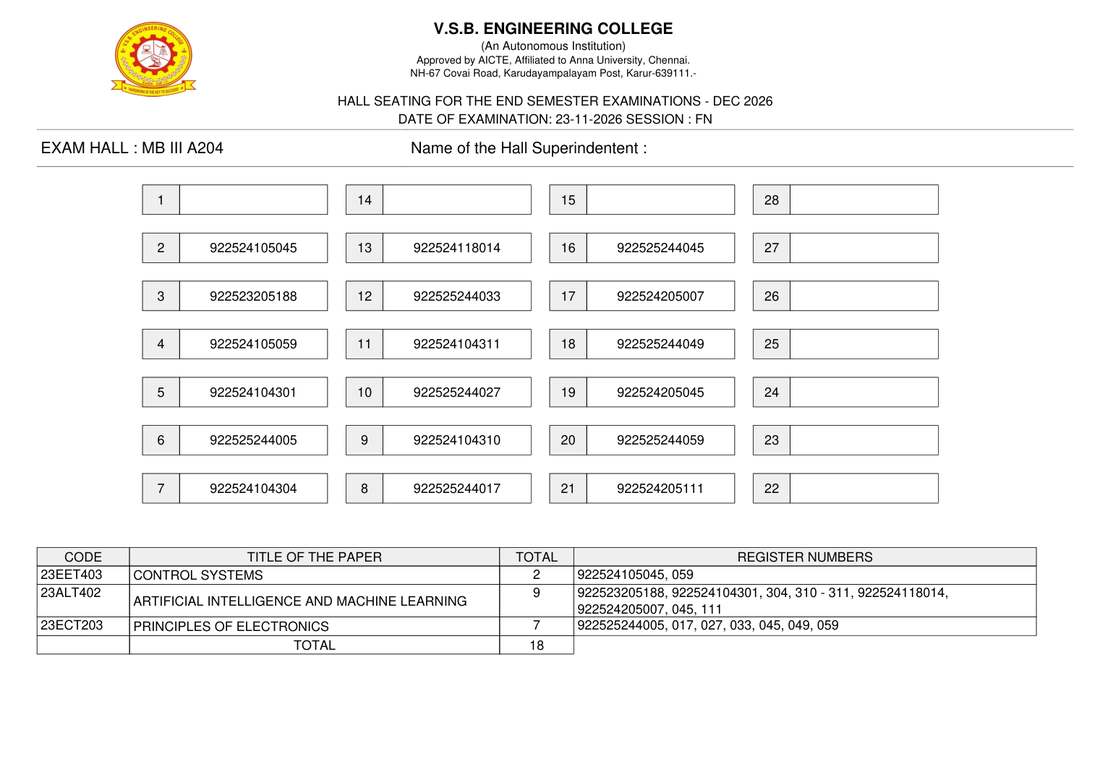 V.S.B. ENGINEERING COLLEGE
(An Autonomous Institution)
Approved by AICTE, Affiliated to Anna University, Chennai.
NH-67 Covai Road, Karudayampalayam Post, Karur-639111.-
HALL SEATING FOR THE END SEMESTER EXAMINATIONS - DEC 2026
DATE OF EXAMINATION: 23-11-2026 SESSION : FN
EXAM HALL : MB III A204 Name of the Hall Superindentent :
1 14 15 28
2 922524105045 13 922524118014 16 922525244045 27
3 922523205188 12 922525244033 17 922524205007 26
4 922524105059 11 922524104311 18 922525244049 25
5 922524104301 10 922525244027 19 922524205045 24
6 922525244005 9 922524104310 20 922525244059 23
7 922524104304 8 922525244017 21 922524205111 22
CODE TITLE OF THE PAPER TOTAL REGISTER NUMBERS
23EET403 CONTROL SYSTEMS 2 922524105045, 059
23ALT402 ARTIFICIAL INTELLIGENCE AND MACHINE LEARNING 9 922523205188, 922524104301, 304, 310 - 311, 922524118014,
922524205007, 045, 111
23ECT203 PRINCIPLES OF ELECTRONICS 7 922525244005, 017, 027, 033, 045, 049, 059
TOTAL 18